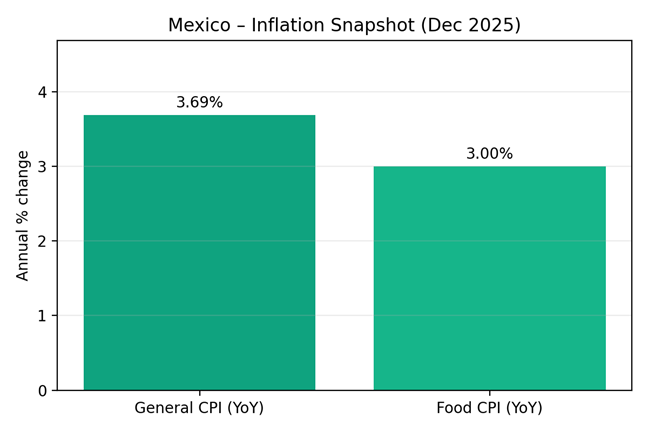 Mexico – Inflation Snapshot (Dec 2025)
Annual % change
4
3
2
1
0
3.69%
3.00%
General CPI (YoY)
Food CPI (YoY)